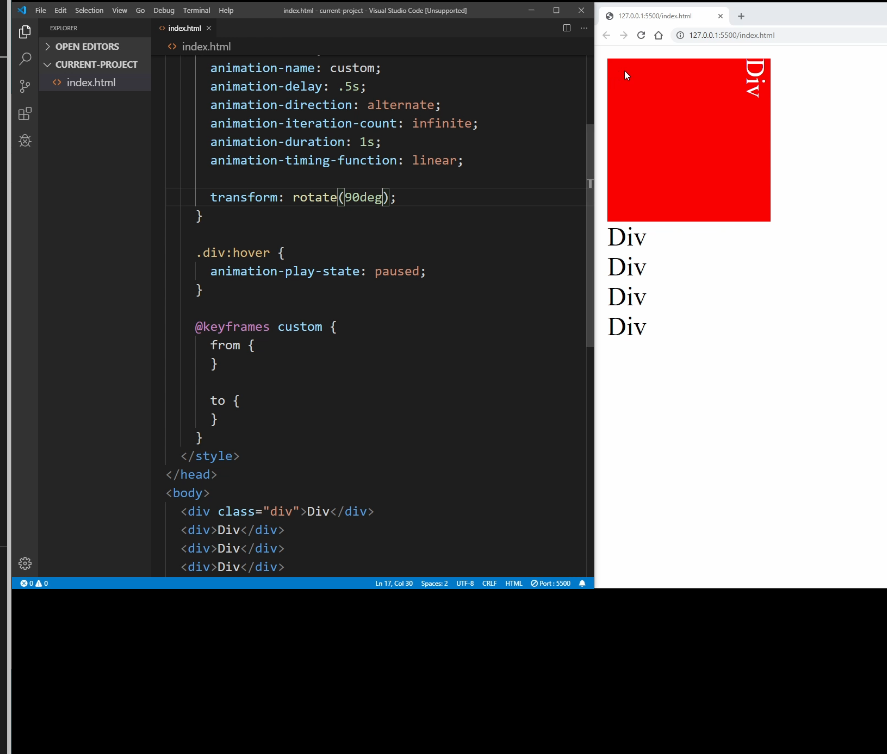 File Edit Selection View Go Debug Terminal Help
index.html - current-project - Visual Studio Code [Unsupported]
EXPLORER
OPEN EDITORS
CURRENT-PROJECT
<> index.html
<> index.html ×
<> index.html
animation-name: custom;
animation-delay: .5s;
animation-direction: alternate;
animation-iteration-count: infinite;
animation-duration: 1s;
animation-timing-function: linear;
transform: rotate(90deg);
}
.div:hover {
animation-play-state: paused;
}
@keyframes custom {
from {
}
to {
}
}
</style>
</head>
<body>
<div class="div">Div</div>
<div>Div</div>
<div>Div</div>
<div>Div</div>
0 0
Ln 17, Col 30 Spaces: 2 UTF-8 CRLF HTML Port : 5500
127.0.0.1:5500/index.html
127.0.0.1:5500/index.html
Div
Div
Div
Div
Div